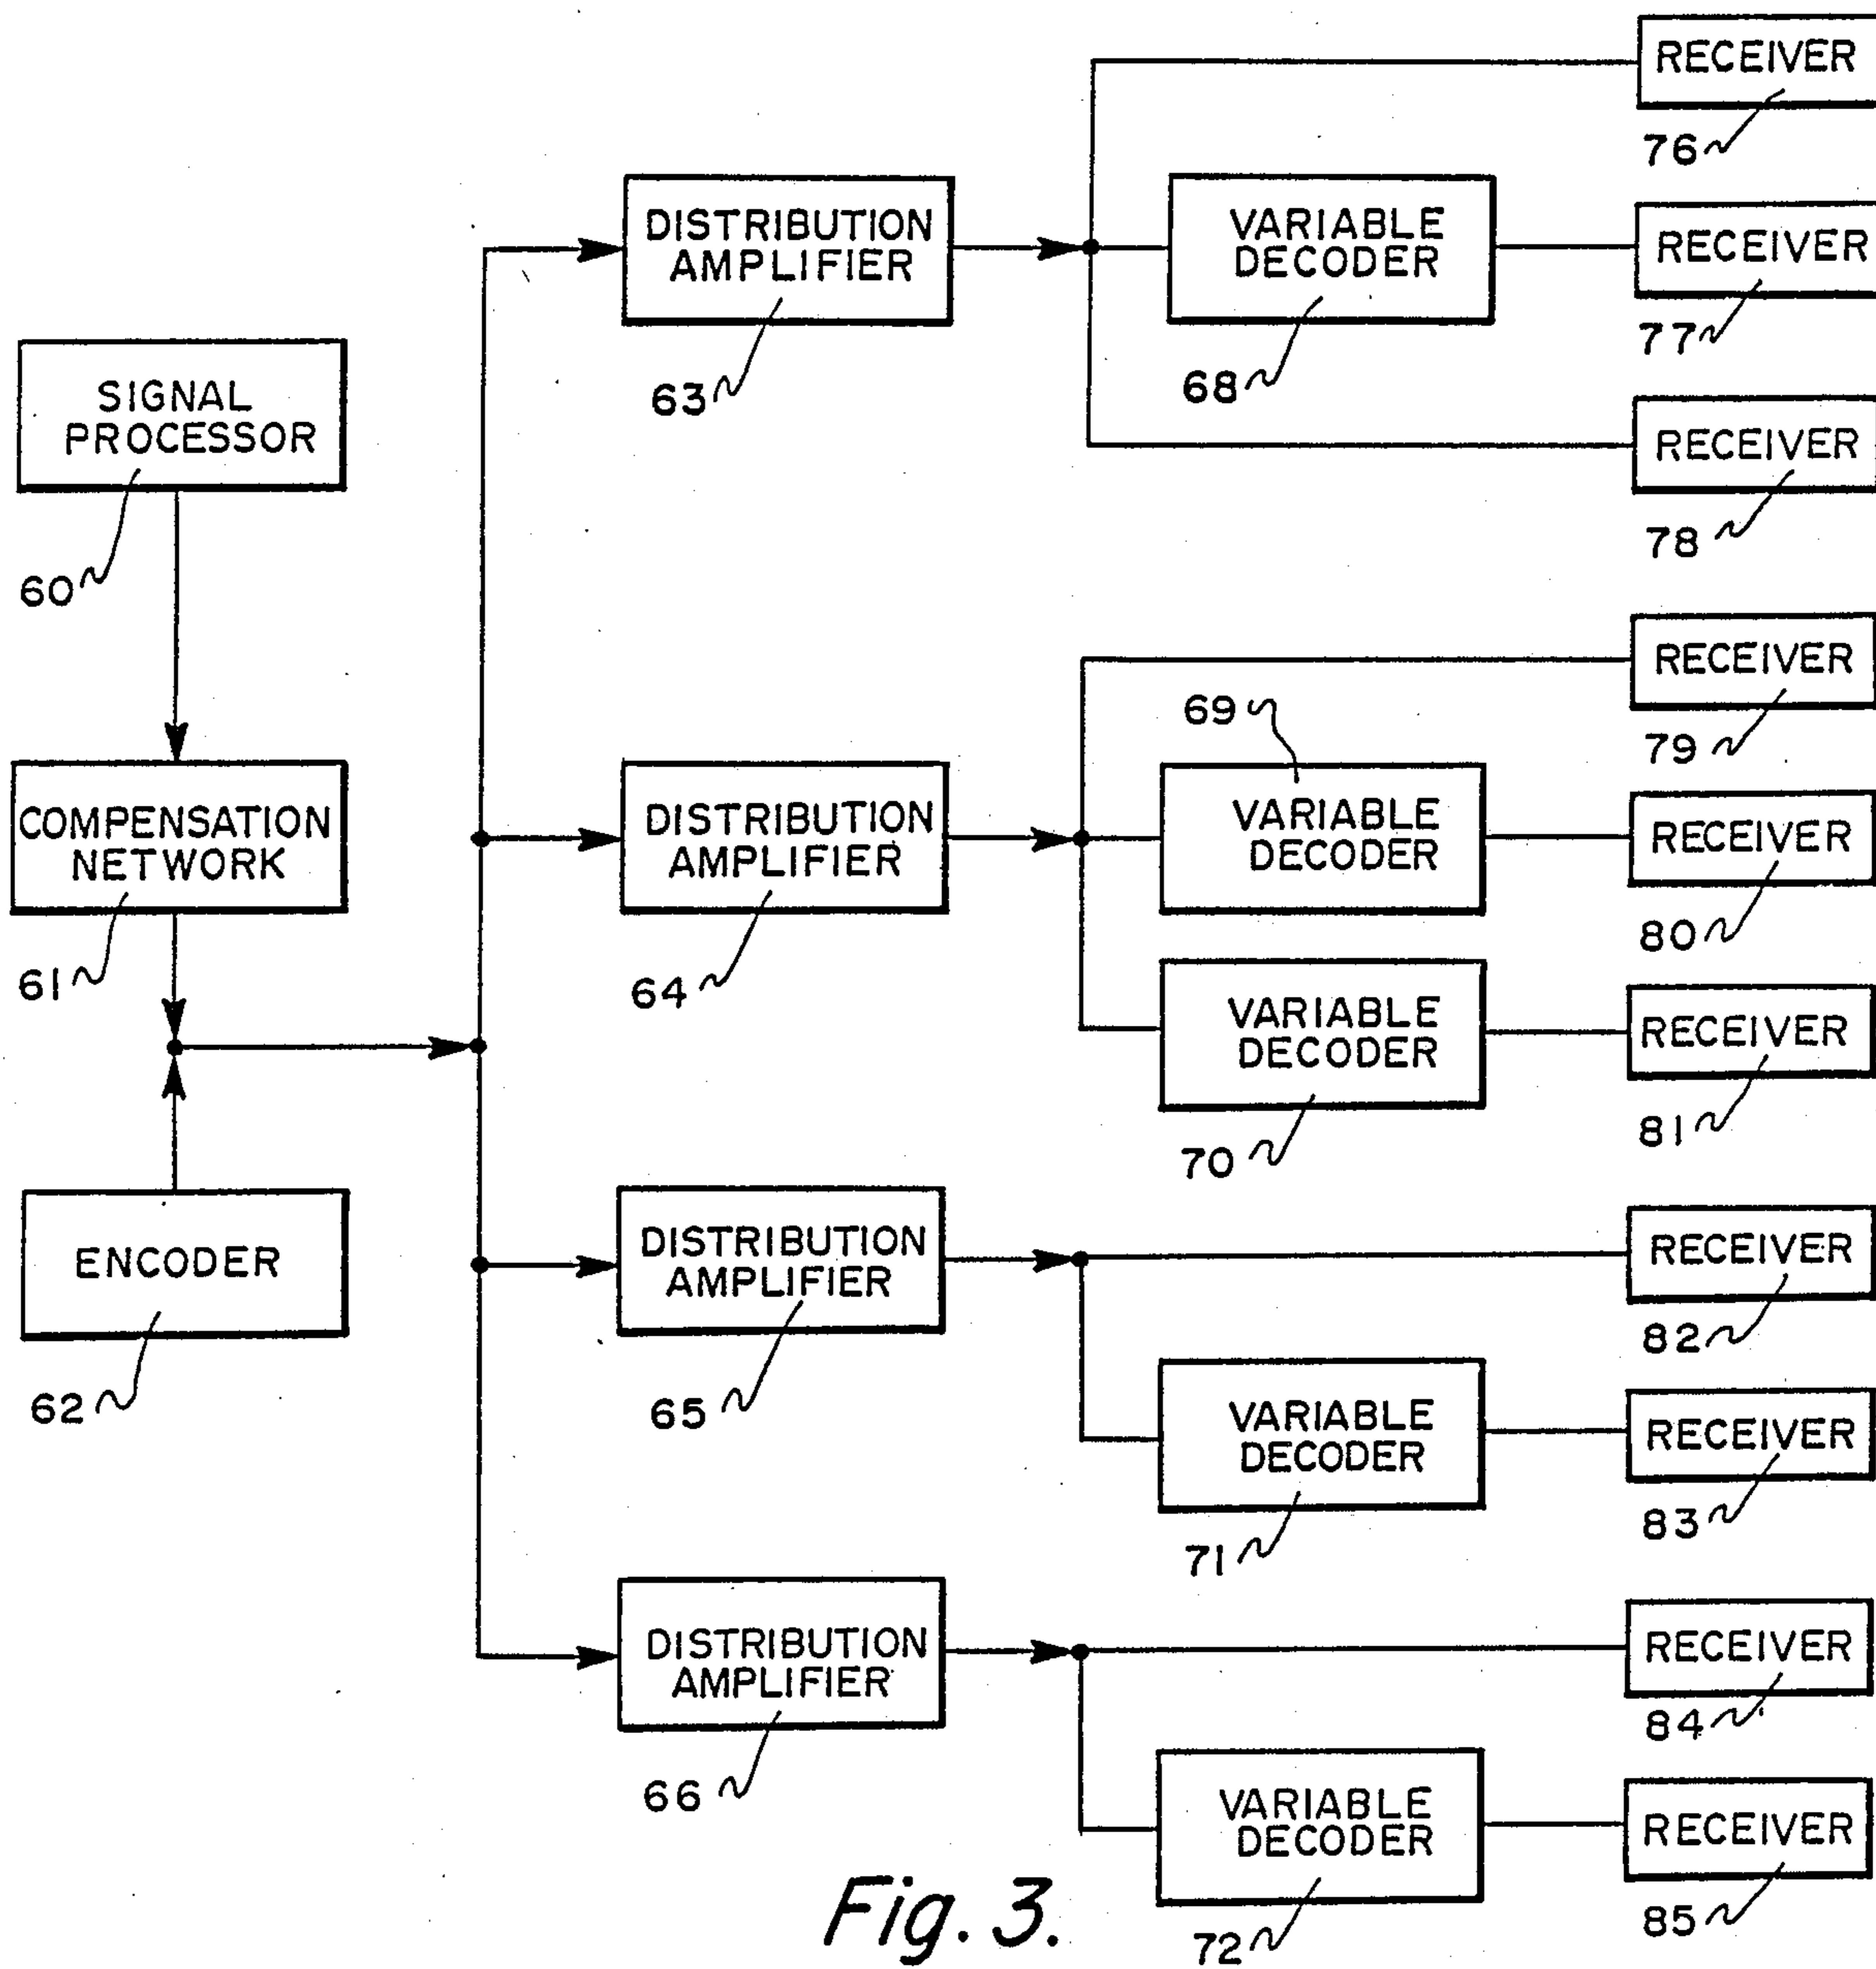 SIGNAL
PROCESSOR
60
COMPENSATION
NETWORK
61
ENCODER
62
DISTRIBUTION
AMPLIFIER
63
VARIABLE
DECODER
68
RECEIVER
76
RECEIVER
77
RECEIVER
78
DISTRIBUTION
AMPLIFIER
64
69
VARIABLE
DECODER
VARIABLE
DECODER
70
RECEIVER
79
RECEIVER
80
RECEIVER
81
DISTRIBUTION
AMPLIFIER
65
VARIABLE
DECODER
71
RECEIVER
82
RECEIVER
83
DISTRIBUTION
AMPLIFIER
66
VARIABLE
DECODER
72
RECEIVER
84
RECEIVER
85
Fig. 3.